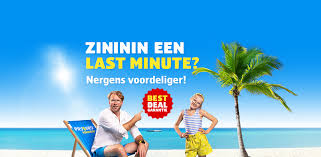 ZININ IN EEN
LAST MINUTE?
Nergens voordeliger!
BEST
DEAL
GARANTIE